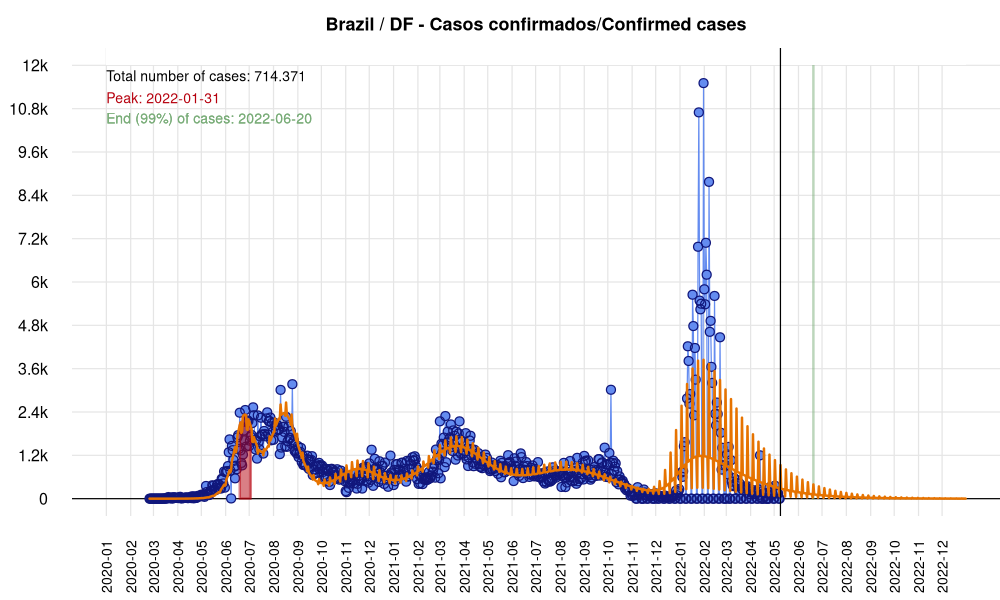 Brazil / DF - Casos confirmados/Confirmed cases
Total number of cases: 714.371
Peak: 2022-01-31
End (99%) of cases: 2022-06-20
12k
10.8k
9.6k
8.4k
7.2k
6k
4.8k
3.6k
2.4k
1.2k
0
2020-01
2020-02
2020-03
2020-04
2020-05
2020-06
2020-07
2020-08
2020-09
2020-10
2020-11
2020-12
2021-01
2021-02
2021-03
2021-04
2021-05
2021-06
2021-07
2021-08
2021-09
2021-10
2021-11
2021-12
2022-01
2022-02
2022-03
2022-04
2022-05
2022-06
2022-07
2022-08
2022-09
2022-10
2022-11
2022-12